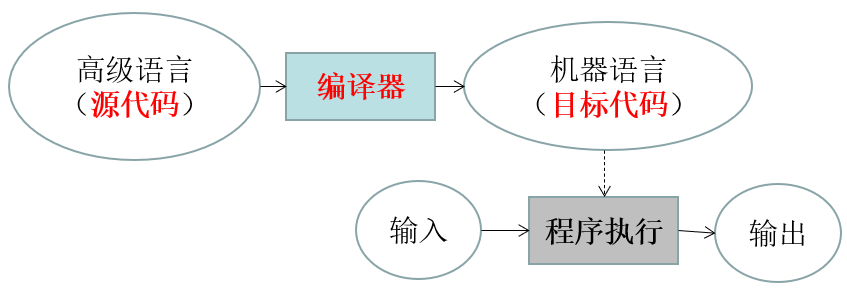 高级语言
（源代码）
编译器
机器语言
（目标代码）
输入
程序执行
输出